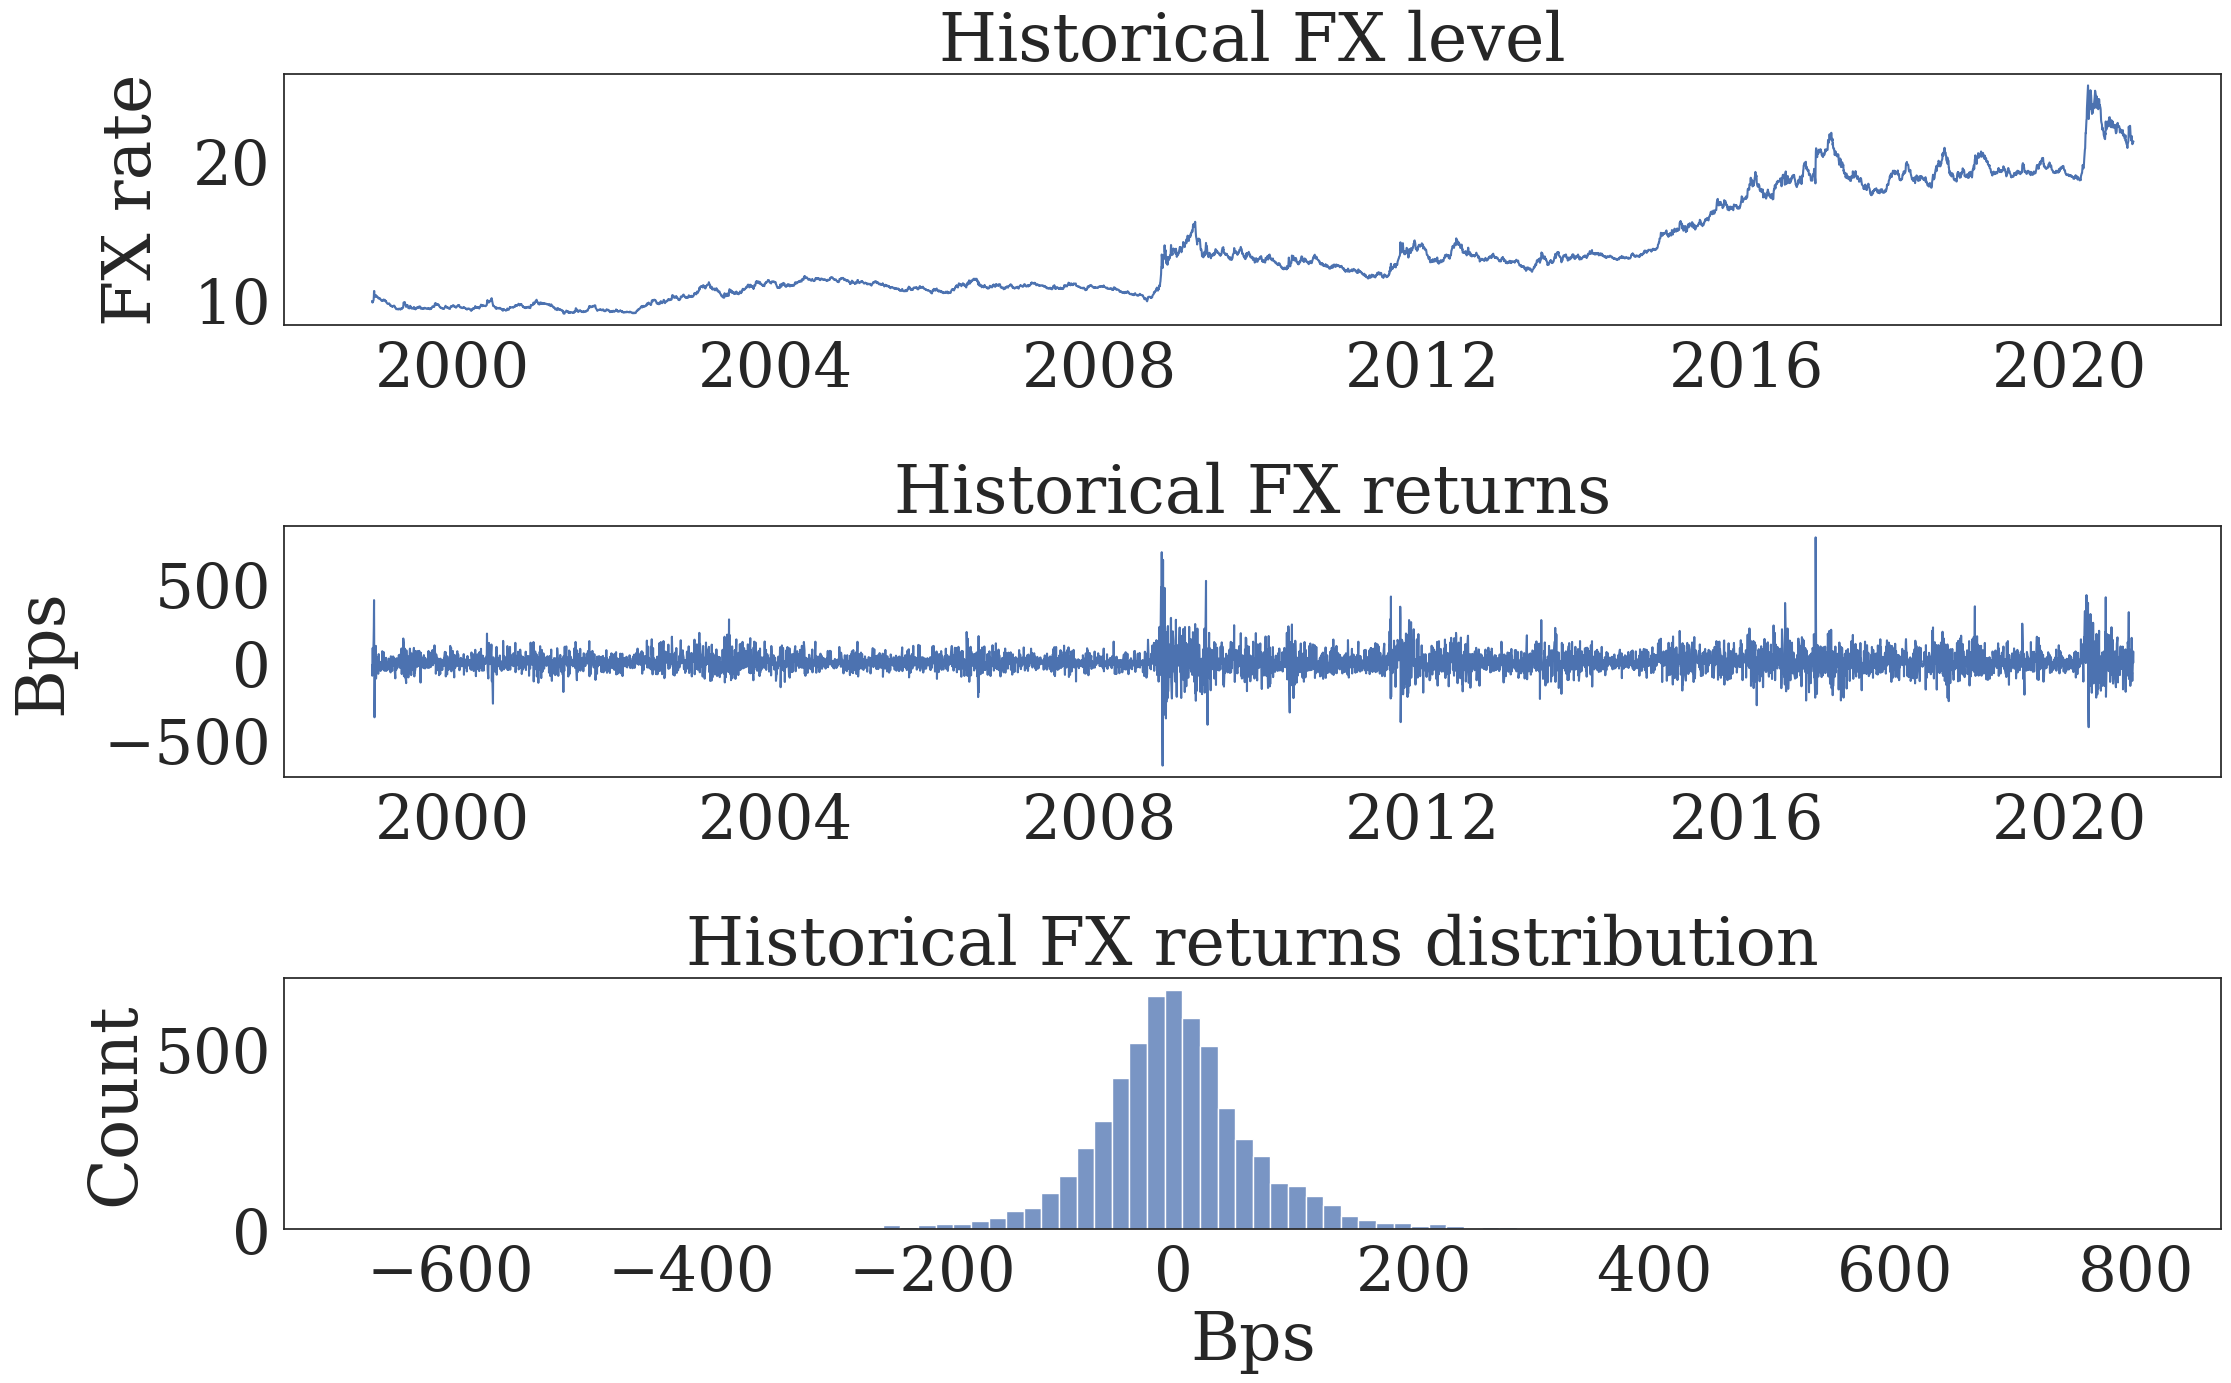 Historical FX level
FX rate
20
10
2000 2004 2008 2012 2016 2020
Historical FX returns
Bps
500
0
−500
2000 2004 2008 2012 2016 2020
Historical FX returns distribution
Count
500
0
−600 −400 −200 0 200 400 600 800
Bps